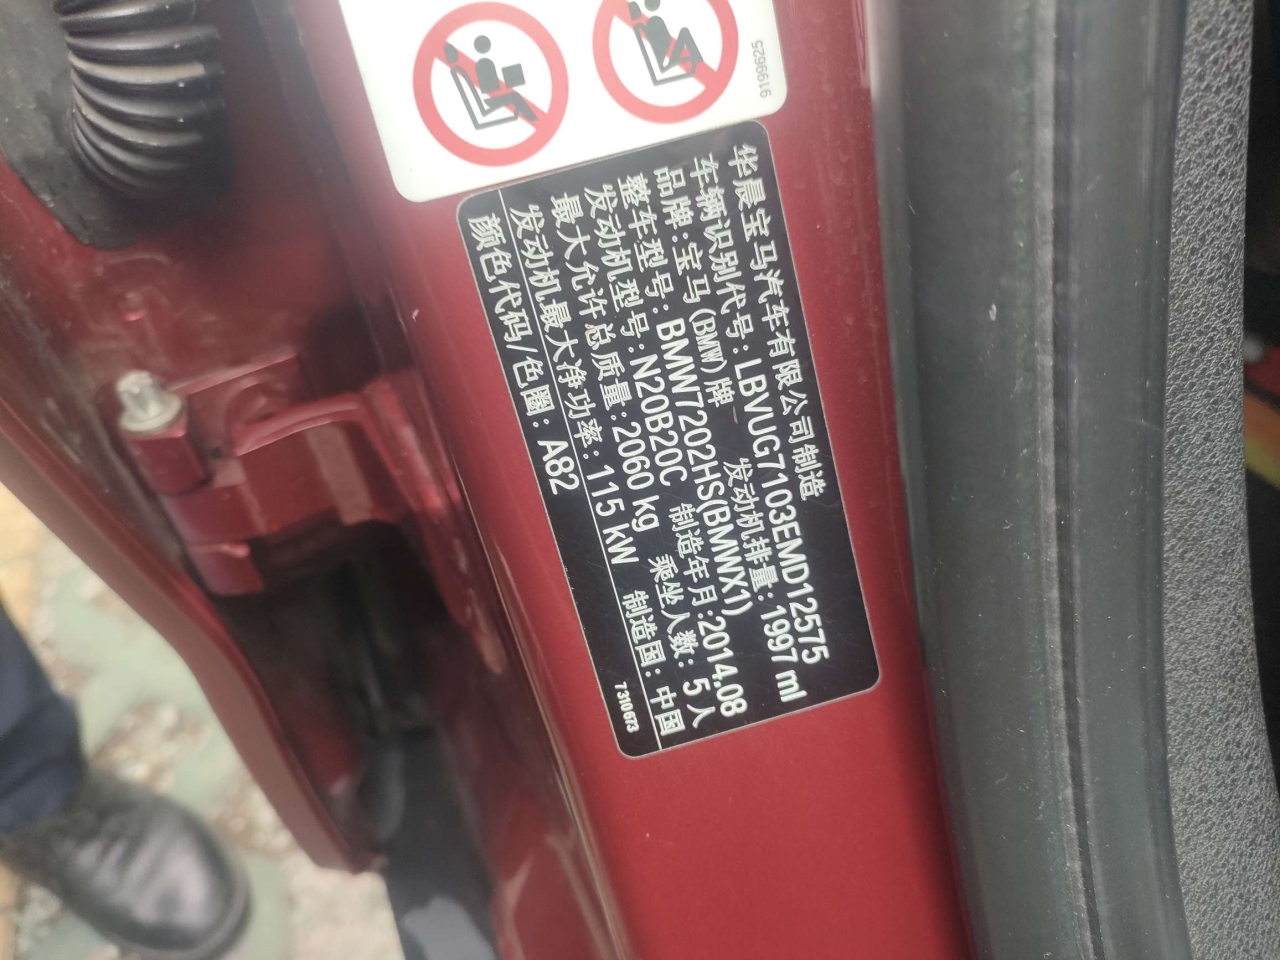 9199625
华晨宝马汽车有限公司制造
车辆识别代号:LBVUG7103EMD12575
品牌:宝马(BMW)牌 发动机排量:1997ml
整车型号:BMW7202HS(BMWX1)
发动机型号:N20B20C 制造年月:2014.08
最大允许总质量:2060 kg 乘坐人数:5人
发动机最大净功率:115 kW 制造国:中国
颜色代码/色圈:A82 7310673